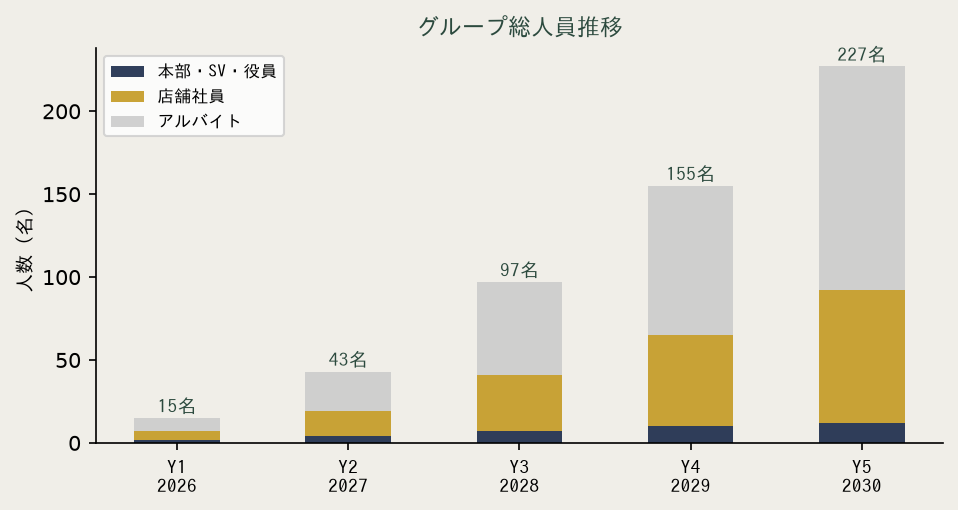 グループ総人員推移
本部・SV・役員
店舗社員
アルバイト
人数（名）
200
150
100
50
0
15名
43名
97名
155名
227名
Y1
2026
Y2
2027
Y3
2028
Y4
2029
Y5
2030